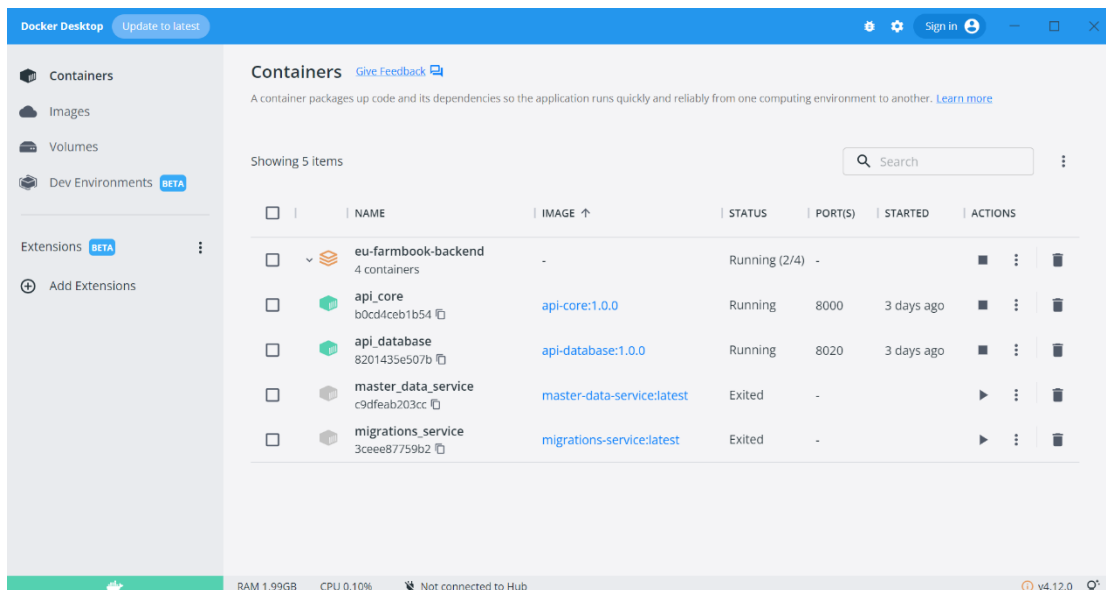 Docker Desktop Update to latest Sign in
Containers
Images
Volumes
Dev Environments BETA
Extensions BETA
Add Extensions
Containers Give Feedback
A container packages up code and its dependencies so the application runs quickly and reliably from one computing environment to another. Learn more
Showing 5 items Search
NAME IMAGE ↑ STATUS PORT(S) STARTED ACTIONS
eu-farmbook-backend - Running (2/4) -
4 containers
api_core api-core:1.0.0 Running 8000 3 days ago
b0cd4ceb1b54
api_database api-database:1.0.0 Running 8020 3 days ago
8201435e507b
master_data_service master-data-service:latest Exited -
c9dfeab203cc
migrations_service migrations-service:latest Exited -
3ceee87759b2
RAM 1.99GB CPU 0.10% Not connected to Hub v4.12.0